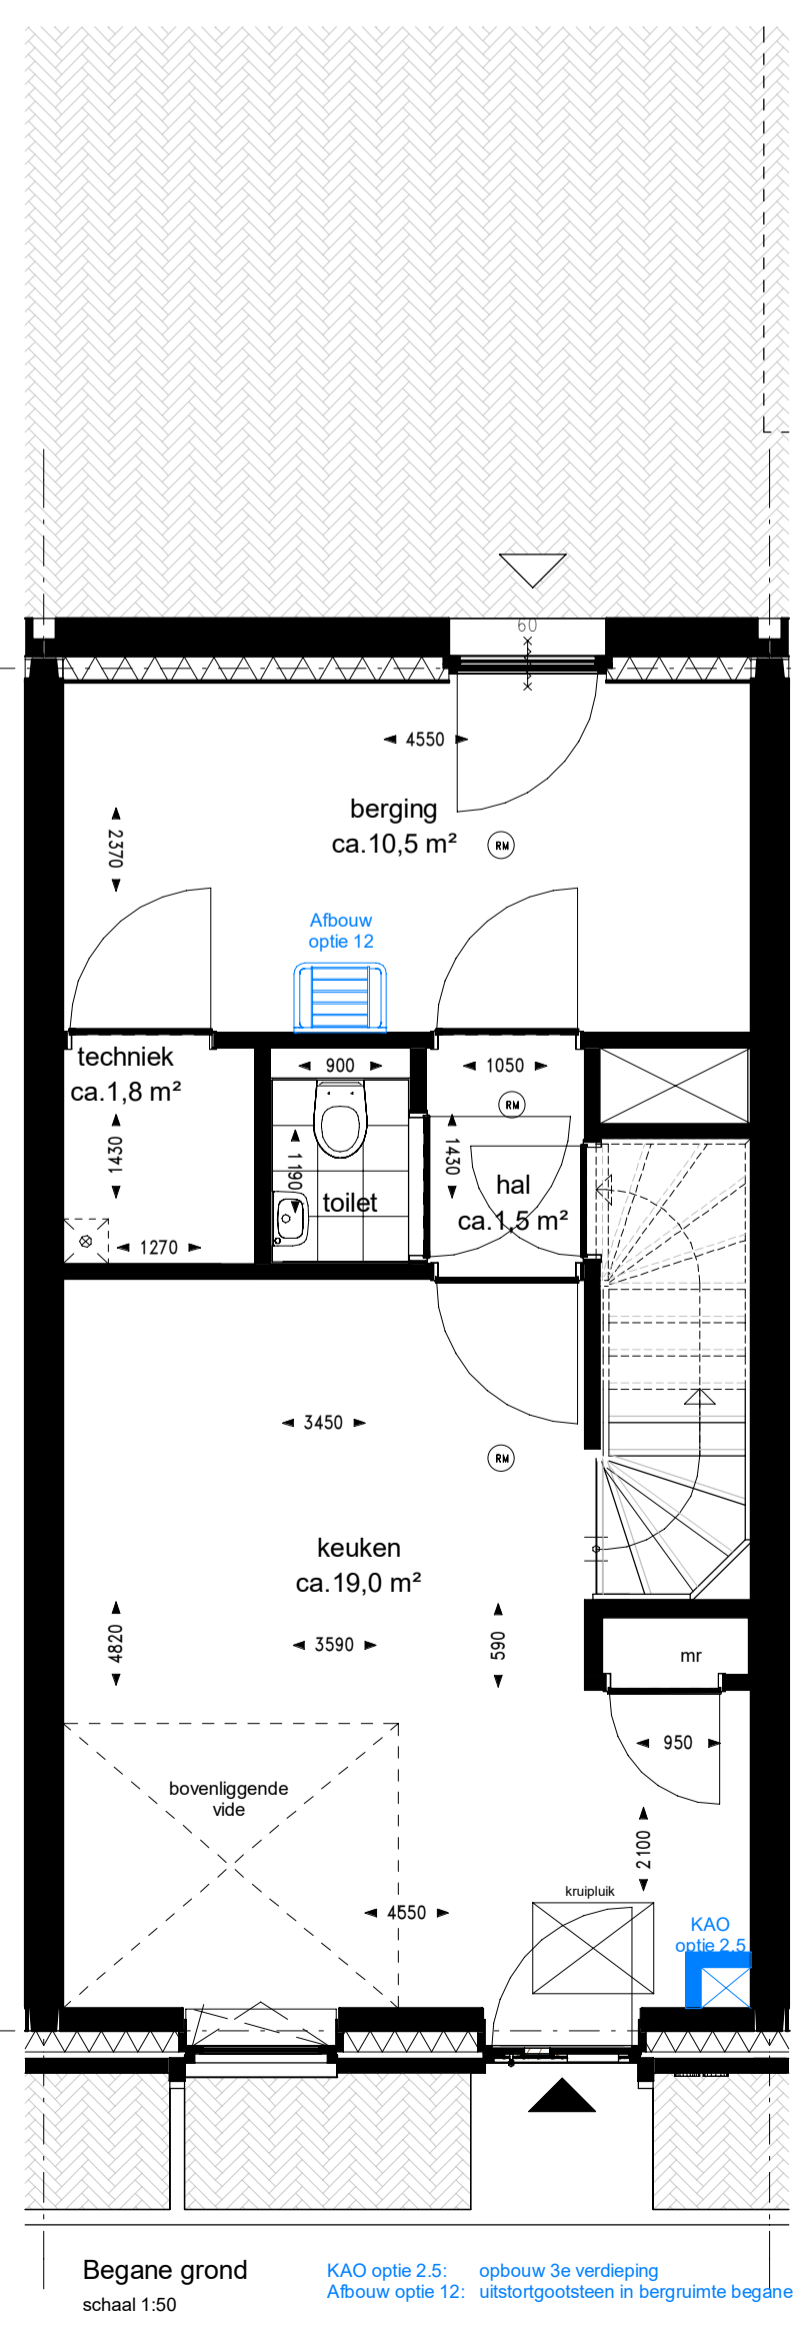 60
4550
berging
ca.10,5 m²
RM
2370
Afbouw
optie 12
techniek
ca.1,8 m²
900
1050
RM
1430
1190
1430
toilet
hal
ca.1,5 m²
1270
3450
RM
keuken
ca.19,0 m²
4820
3590
590
mr
950
bovenliggende
vide
2100
kruipluik
4550
KAO
optie 2.5
Begane grond
schaal 1:50
KAO optie 2.5: opbouw 3e verdieping
Afbouw optie 12: uitstortgootsteen in bergruimte begane